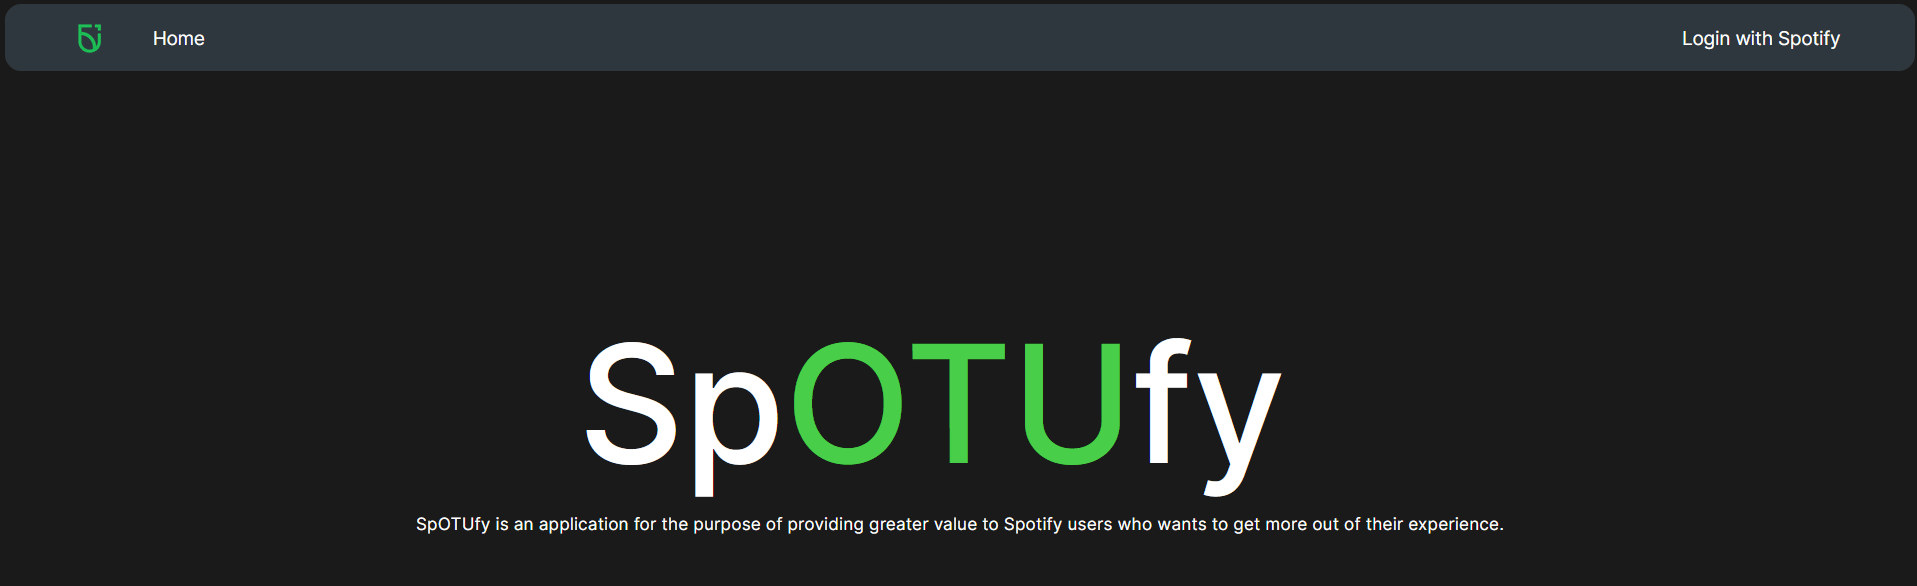 Home
Login with Spotify
SpOTUfy
SpOTUfy is an application for the purpose of providing greater value to Spotify users who wants to get more out of their experience.